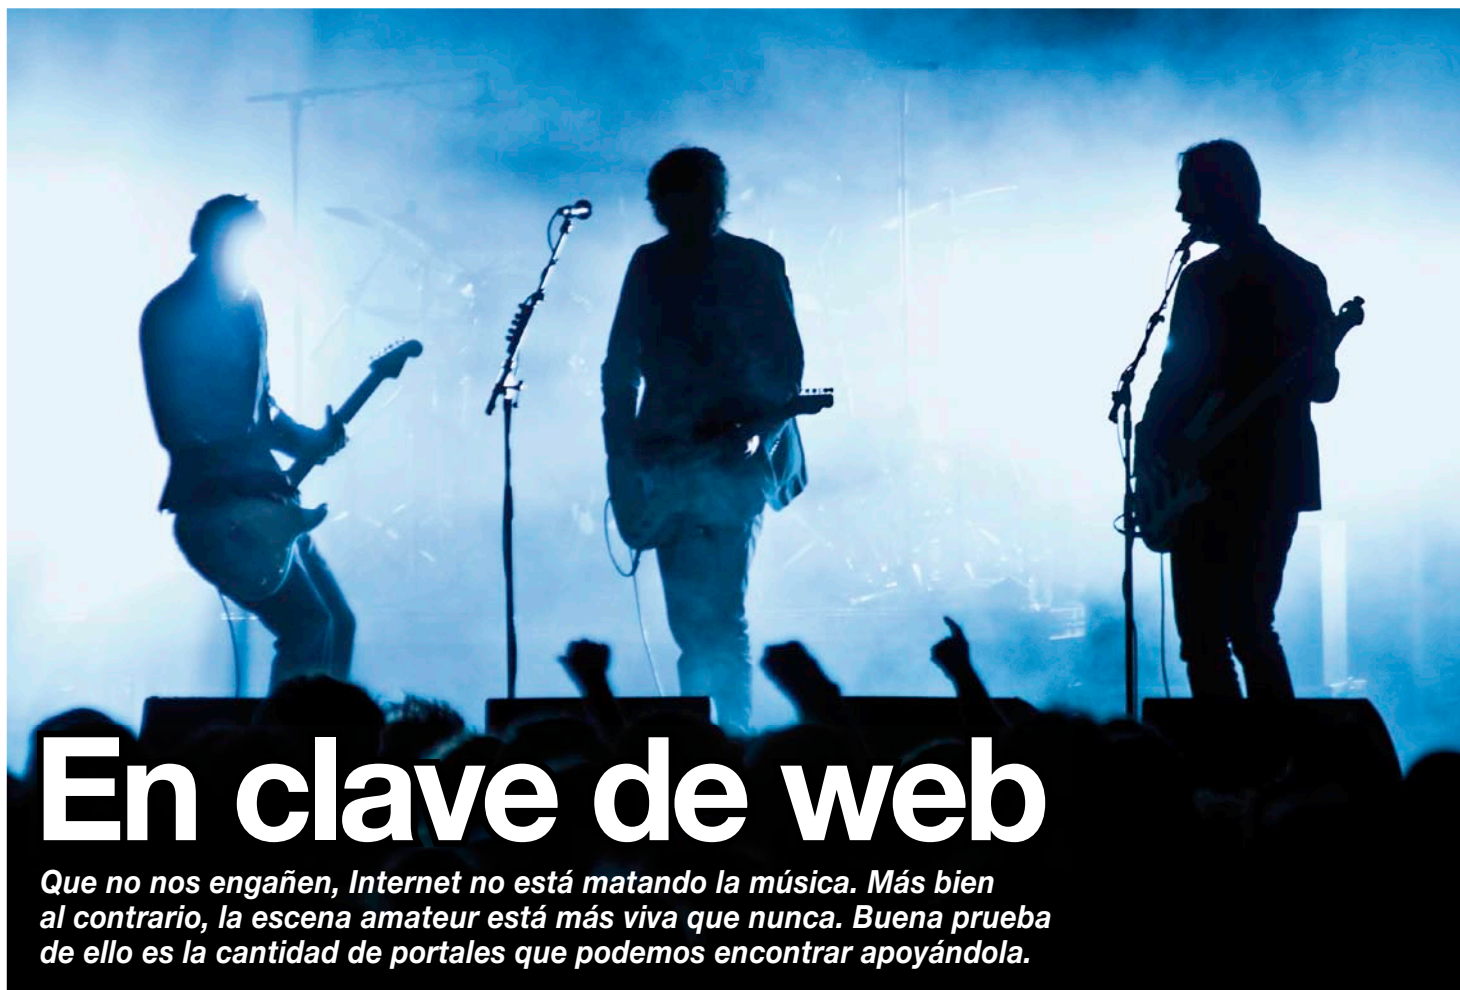 En clave de web
Que no nos engañen, Internet no está matando la música. Más bien
al contrario, la escena amateur está más viva que nunca. Buena prueba
de ello es la cantidad de portales que podemos encontrar apoyándola.